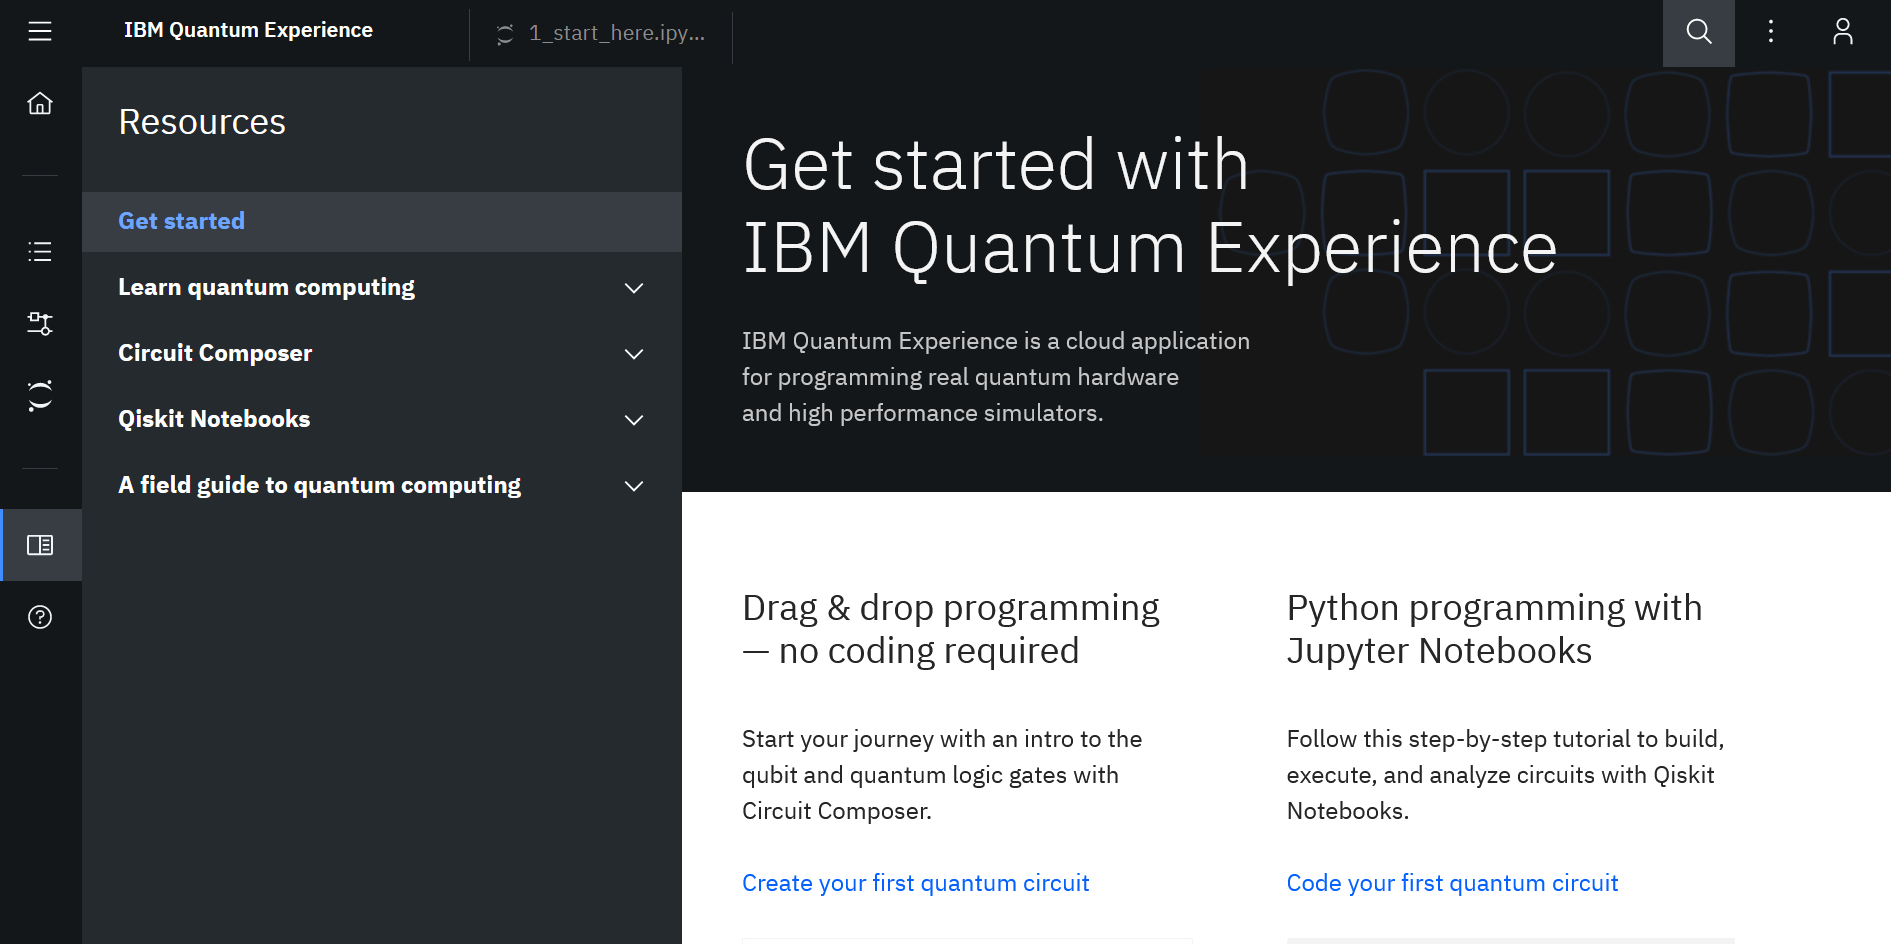 IBM Quantum Experience
1_start_here.ipy...
Resources
Get started
Learn quantum computing
Circuit Composer
Qiskit Notebooks
A field guide to quantum computing
Get started with
IBM Quantum Experience
IBM Quantum Experience is a cloud application
for programming real quantum hardware
and high performance simulators.
Drag & drop programming
— no coding required
Start your journey with an intro to the
qubit and quantum logic gates with
Circuit Composer.
Create your first quantum circuit
Python programming with
Jupyter Notebooks
Follow this step-by-step tutorial to build,
execute, and analyze circuits with Qiskit
Notebooks.
Code your first quantum circuit